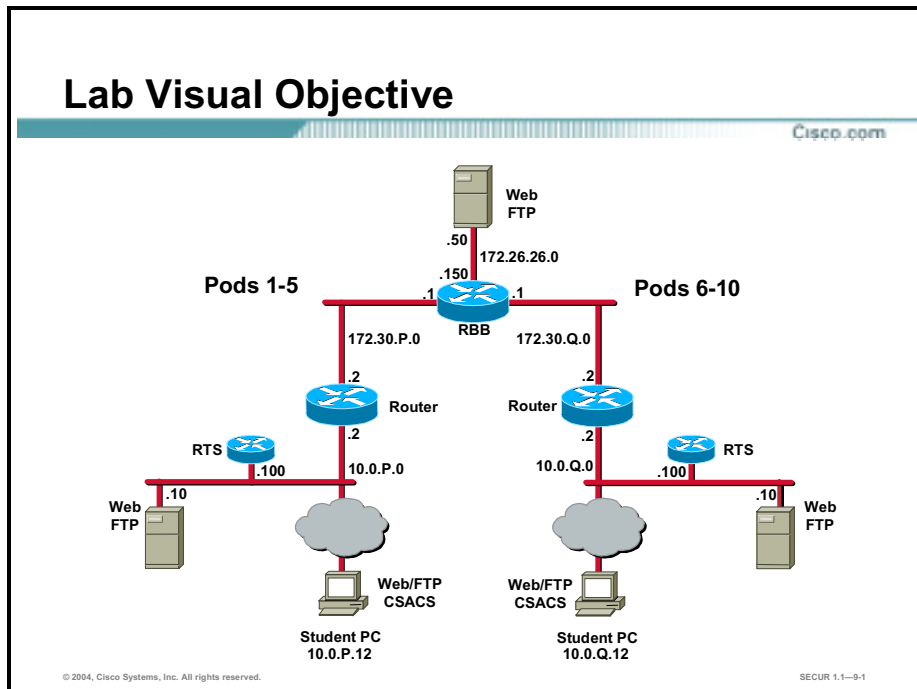 Lab Visual Objective
Cisco.com
Web
FTP
.50
172.26.26.0
.150
Pods 1-5
Pods 6-10
.1
.1
RBB
172.30.P.0
172.30.Q.0
.2
.2
Router
Router
.2
.2
RTS
RTS
.100
10.0.P.0
10.0.Q.0
.100
.10
.10
Web
FTP
Web
FTP
Web/FTP
CSACS
Web/FTP
CSACS
Student PC
10.0.P.12
Student PC
10.0.Q.12
© 2004, Cisco Systems, Inc. All rights reserved.
SECUR 1.1—9-1